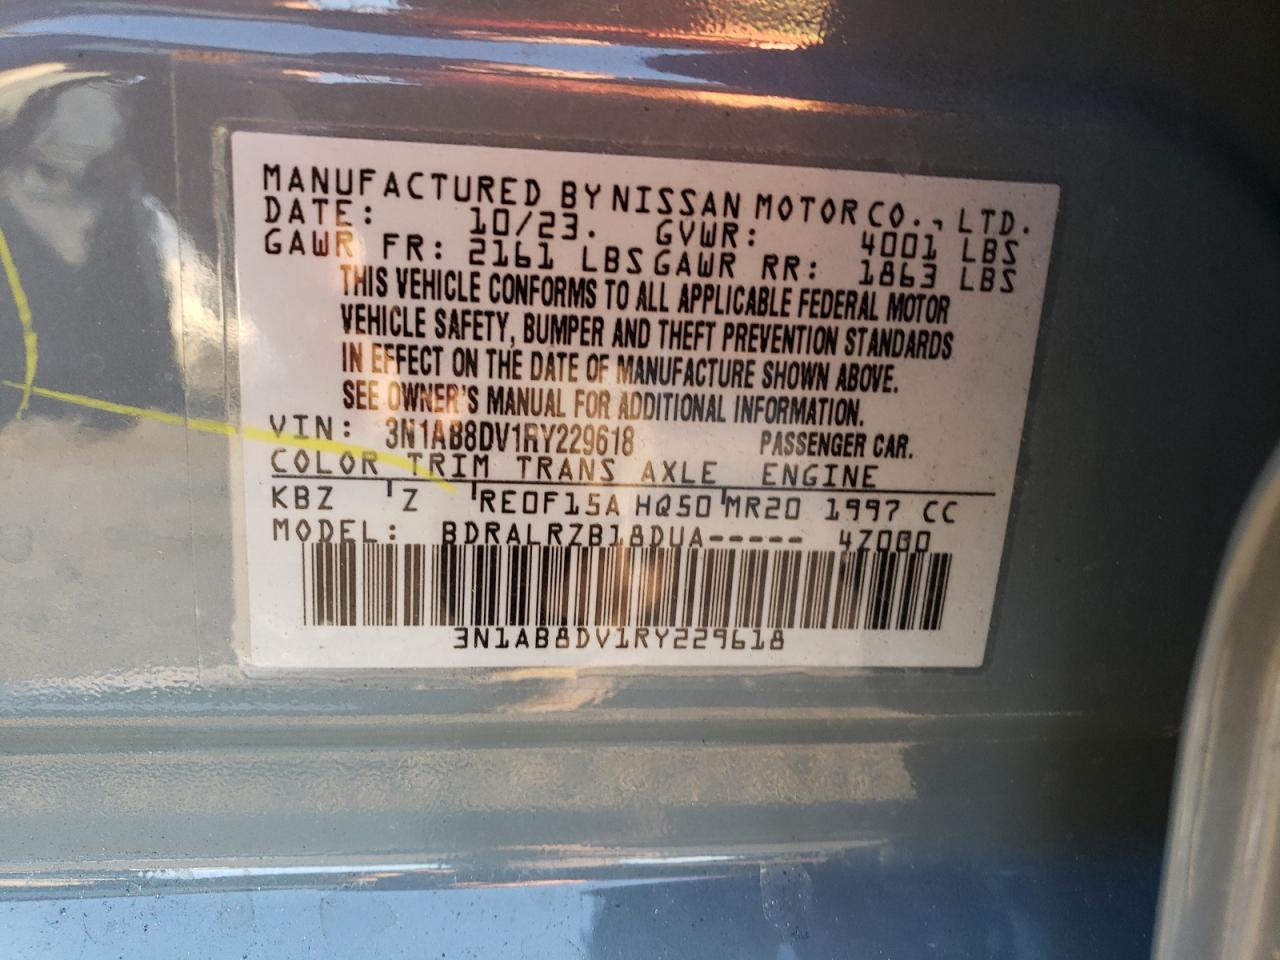 MANUFACTURED BY NISSAN MOTOR CO., LTD.
DATE: 10/23. GVWR: 4001 LBS
GAWR FR: 2161 LBS GAWR RR: 1863 LBS
THIS VEHICLE CONFORMS TO ALL APPLICABLE FEDERAL MOTOR
VEHICLE SAFETY, BUMPER AND THEFT PREVENTION STANDARDS
IN EFFECT ON THE DATE OF MANUFACTURE SHOWN ABOVE.
SEE OWNER'S MANUAL FOR ADDITIONAL INFORMATION.
VIN: 3N1AB8DV1RY229618 PASSENGER CAR.
COLOR TRIM TRANS AXLE ENGINE
KBZ Z RE0F15A HQ50 MR20 1997 CC
MODEL: BDRALRZB18DUA----- 4Z000
3N1AB8DV1RY229618